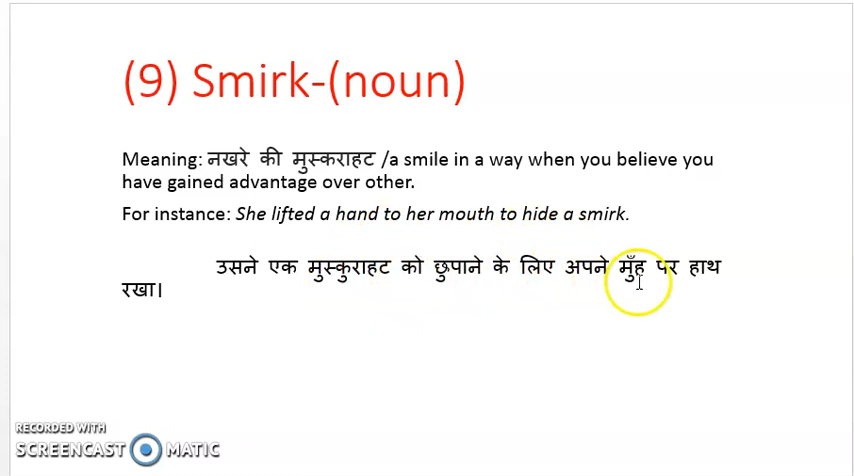 (9) Smirk-(noun)
Meaning: नखरे की मुस्कराहट /a smile in a way when you believe you
have gained advantage over other.
For instance: She lifted a hand to her mouth to hide a smirk.
उसने एक मुस्कुराहट को छुपाने के लिए अपने मुँह पर हाथ
रखा।
RECORDED WITH
SCREENCAST MATIC